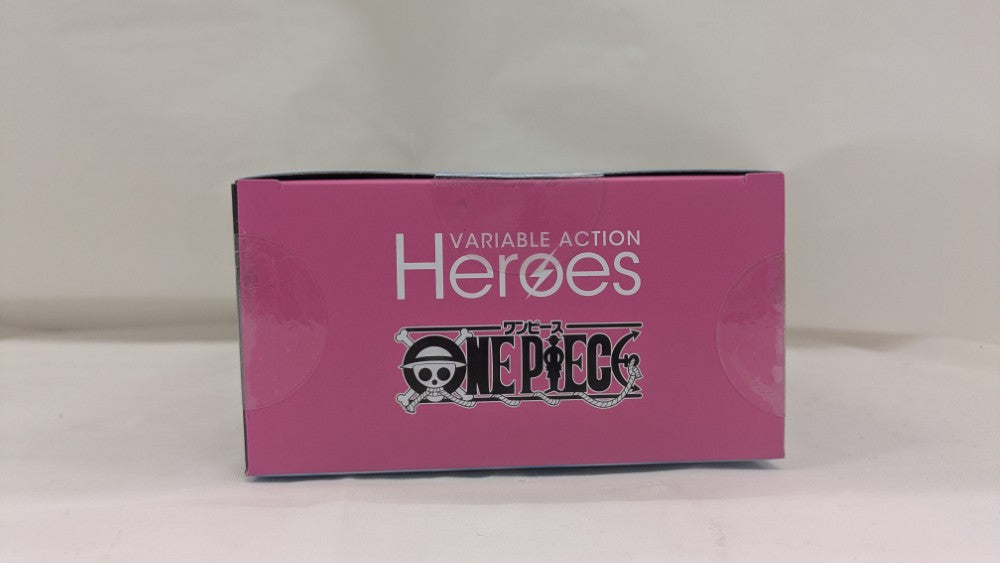 VARIABLE ACTION
Heroes
ワンピース
ONE PIECE